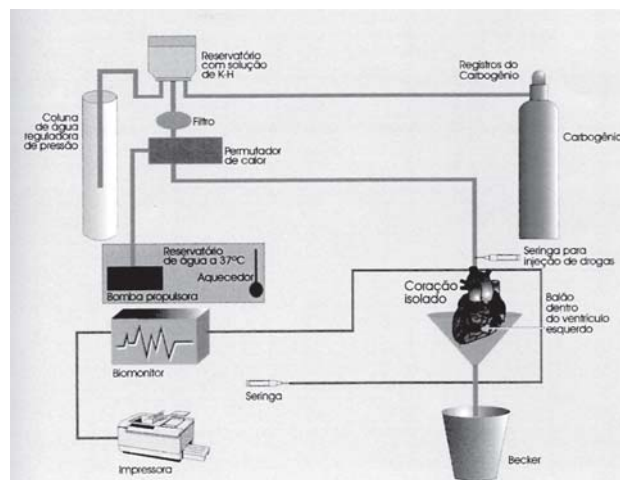 Reservatório
com solução
de K-H
Registros do
Carbogênio
Coluna
de água
reguladora
de pressão
Filtro
Permutador
de calor
Carbogênio
Reservatório
de água a 37ºC
Aquecedor
Bomba propulsora
Seringa para
injeção de drogas
Coração
isolado
Balão
dentro
do ventrículo
esquerdo
Biomonitor
Seringa
Impressora
Becker